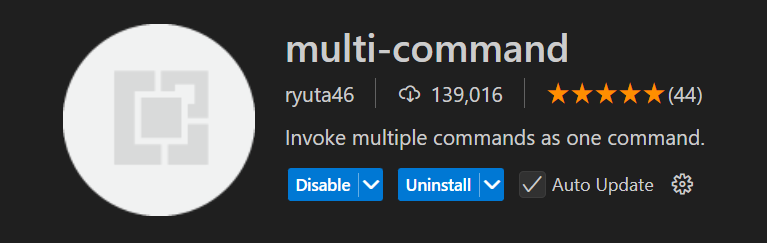 multi-command
ryuta46 139,016 (44)
Invoke multiple commands as one command.
Disable Uninstall Auto Update